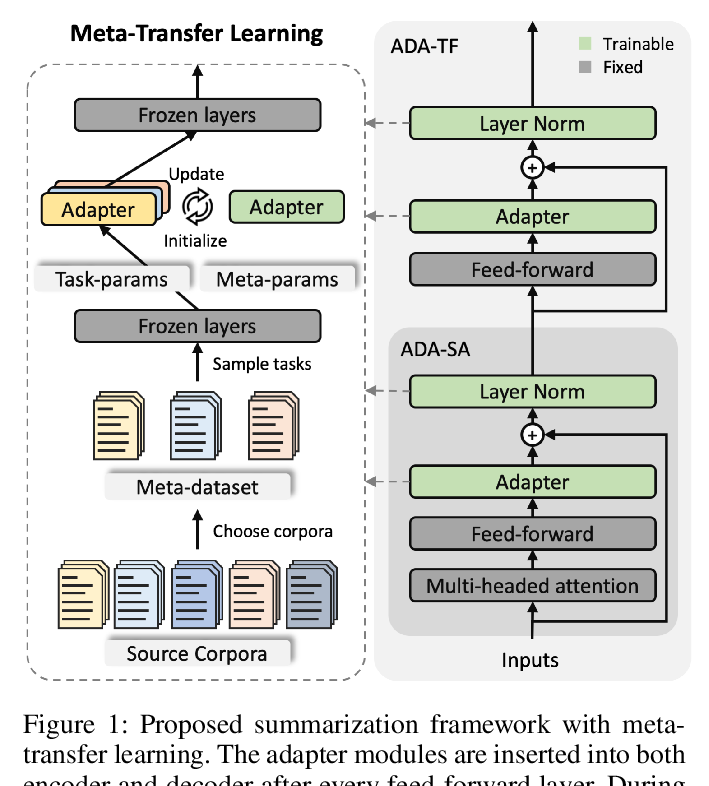 Meta-Transfer Learning
Frozen layers
Update
Adapter
Adapter
Initialize
Task-params
Meta-params
Frozen layers
Sample tasks
Meta-dataset
Choose corpora
Source Corpora
ADA-TF
Trainable
Fixed
Layer Norm
+
Adapter
Feed-forward
ADA-SA
Layer Norm
+
Adapter
Feed-forward
Multi-headed attention
Inputs
Figure 1: Proposed summarization framework with meta-
transfer learning. The adapter modules are inserted into both
encoder and decoder after every feed-forward layer. During